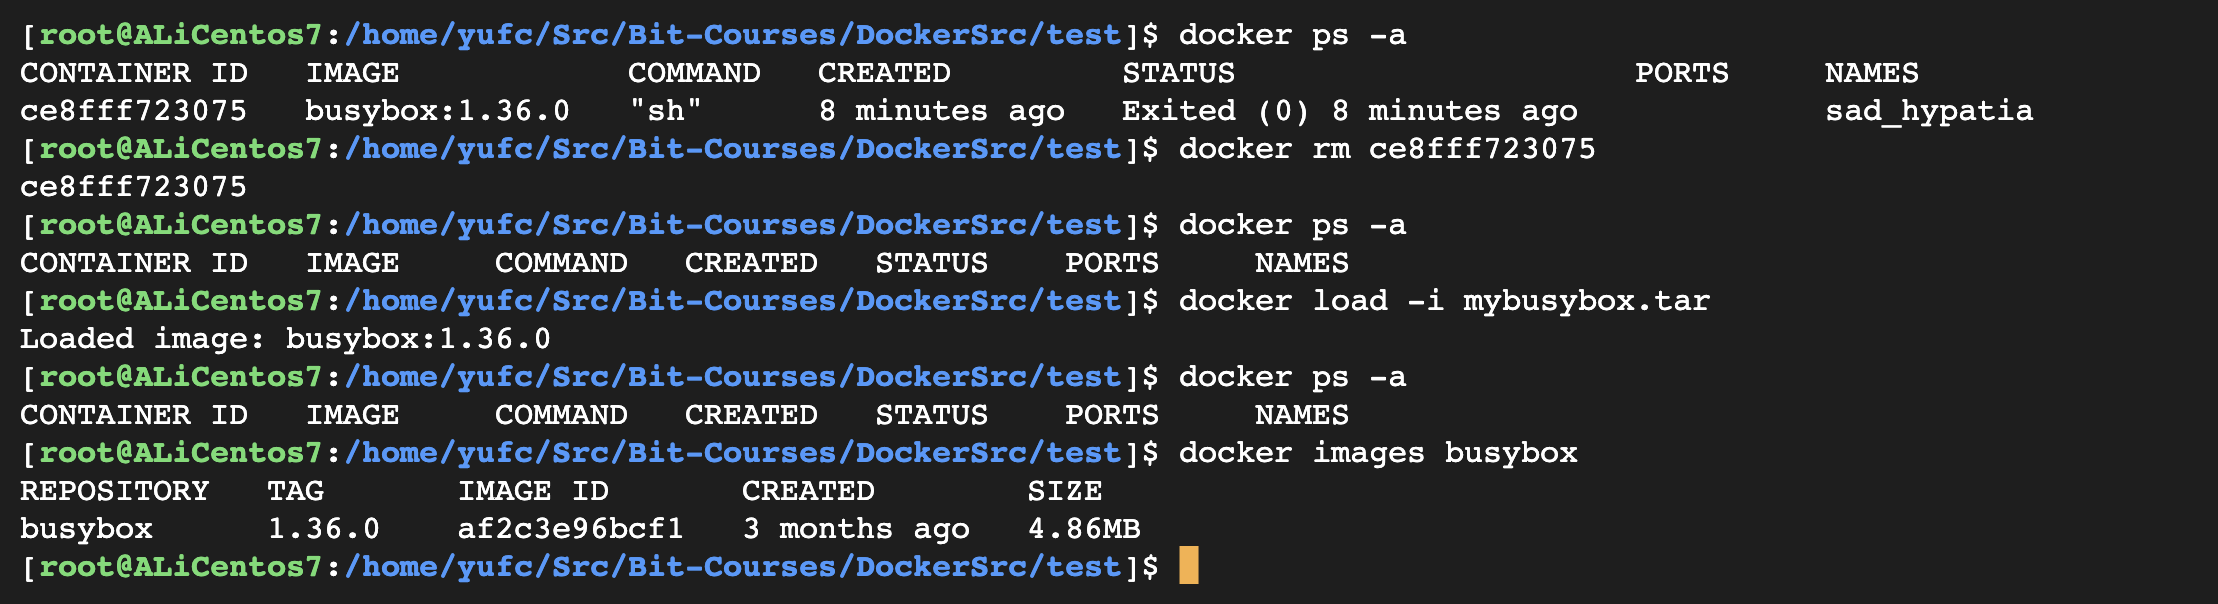 [root@ALiCentos7:/home/yufc/Src/Bit-Courses/DockerSrc/test]$ docker ps -a
CONTAINER ID   IMAGE            COMMAND   CREATED         STATUS                     PORTS     NAMES
ce8fff723075   busybox:1.36.0   "sh"      8 minutes ago   Exited (0) 8 minutes ago             sad_hypatia
[root@ALiCentos7:/home/yufc/Src/Bit-Courses/DockerSrc/test]$ docker rm ce8fff723075
ce8fff723075
[root@ALiCentos7:/home/yufc/Src/Bit-Courses/DockerSrc/test]$ docker ps -a
CONTAINER ID   IMAGE     COMMAND   CREATED   STATUS    PORTS     NAMES
[root@ALiCentos7:/home/yufc/Src/Bit-Courses/DockerSrc/test]$ docker load -i mybusybox.tar
Loaded image: busybox:1.36.0
[root@ALiCentos7:/home/yufc/Src/Bit-Courses/DockerSrc/test]$ docker ps -a
CONTAINER ID   IMAGE     COMMAND   CREATED   STATUS    PORTS     NAMES
[root@ALiCentos7:/home/yufc/Src/Bit-Courses/DockerSrc/test]$ docker images busybox
REPOSITORY   TAG       IMAGE ID       CREATED        SIZE
busybox      1.36.0    af2c3e96bcf1   3 months ago   4.86MB
[root@ALiCentos7:/home/yufc/Src/Bit-Courses/DockerSrc/test]$